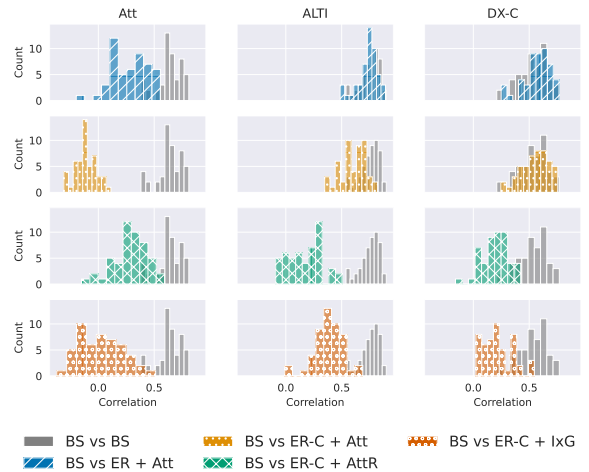 Att ALTI DX-C
Count 10 5 0
Count 10 5 0
Count 10 5 0
Count 10 5 0
0.0 0.5 0.0 0.5 0.0 0.5
Correlation Correlation Correlation
BS vs BS BS vs ER-C + Att BS vs ER-C + IxG
BS vs ER + Att BS vs ER-C + AttR